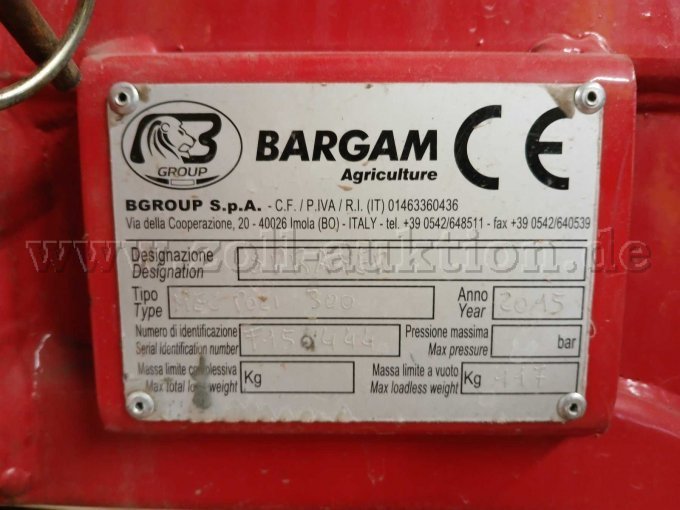 B GROUP
BARGAM
Agriculture
CE
BGROUP S.p.A. - C.F. / P.IVA / R.I. (IT) 01463360436
Via della Cooperazione, 20 - 40026 Imola (BO) - ITALY - tel. +39 0542/648511 - fax +39 0542/640539
www.zoll-auktion.de
Designazione
Designation
Tipo
Type
300
Anno
Year
2015
Numero di identificazione
Serial identification number
Pressione massima
Max pressure
bar
Massa limite complessiva
Max total weight
Kg
Massa limite a vuoto
Max loadless weight
Kg
117